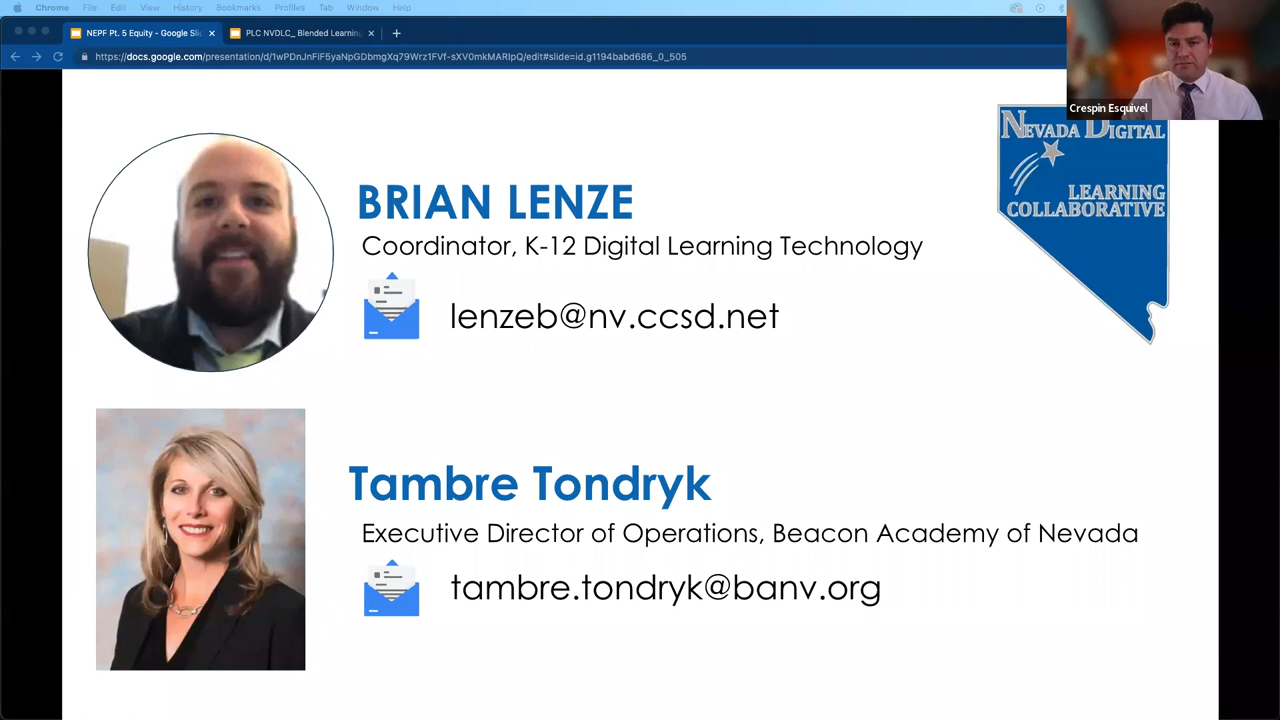 Chrome File Edit View History Bookmarks Profiles Tab Window Help
NEPF Pt. 5 Equity - Google Sli
PLC NVDLC_ Blended Learning
https://docs.google.com/presentation/d/1wPDnJnFiF5yaNpGDbmgXq79Wrz1FVf-sXV0mkMARIpQ/edit#slide=id.g1194babd686_0_505
Crespin Esquivel
NEVADA DIGITAL
LEARNING
COLLABORATIVE
BRIAN LENZE
Coordinator, K-12 Digital Learning Technology
lenzeb@nv.ccsd.net
Tambre Tondryk
Executive Director of Operations, Beacon Academy of Nevada
tambre.tondryk@banv.org